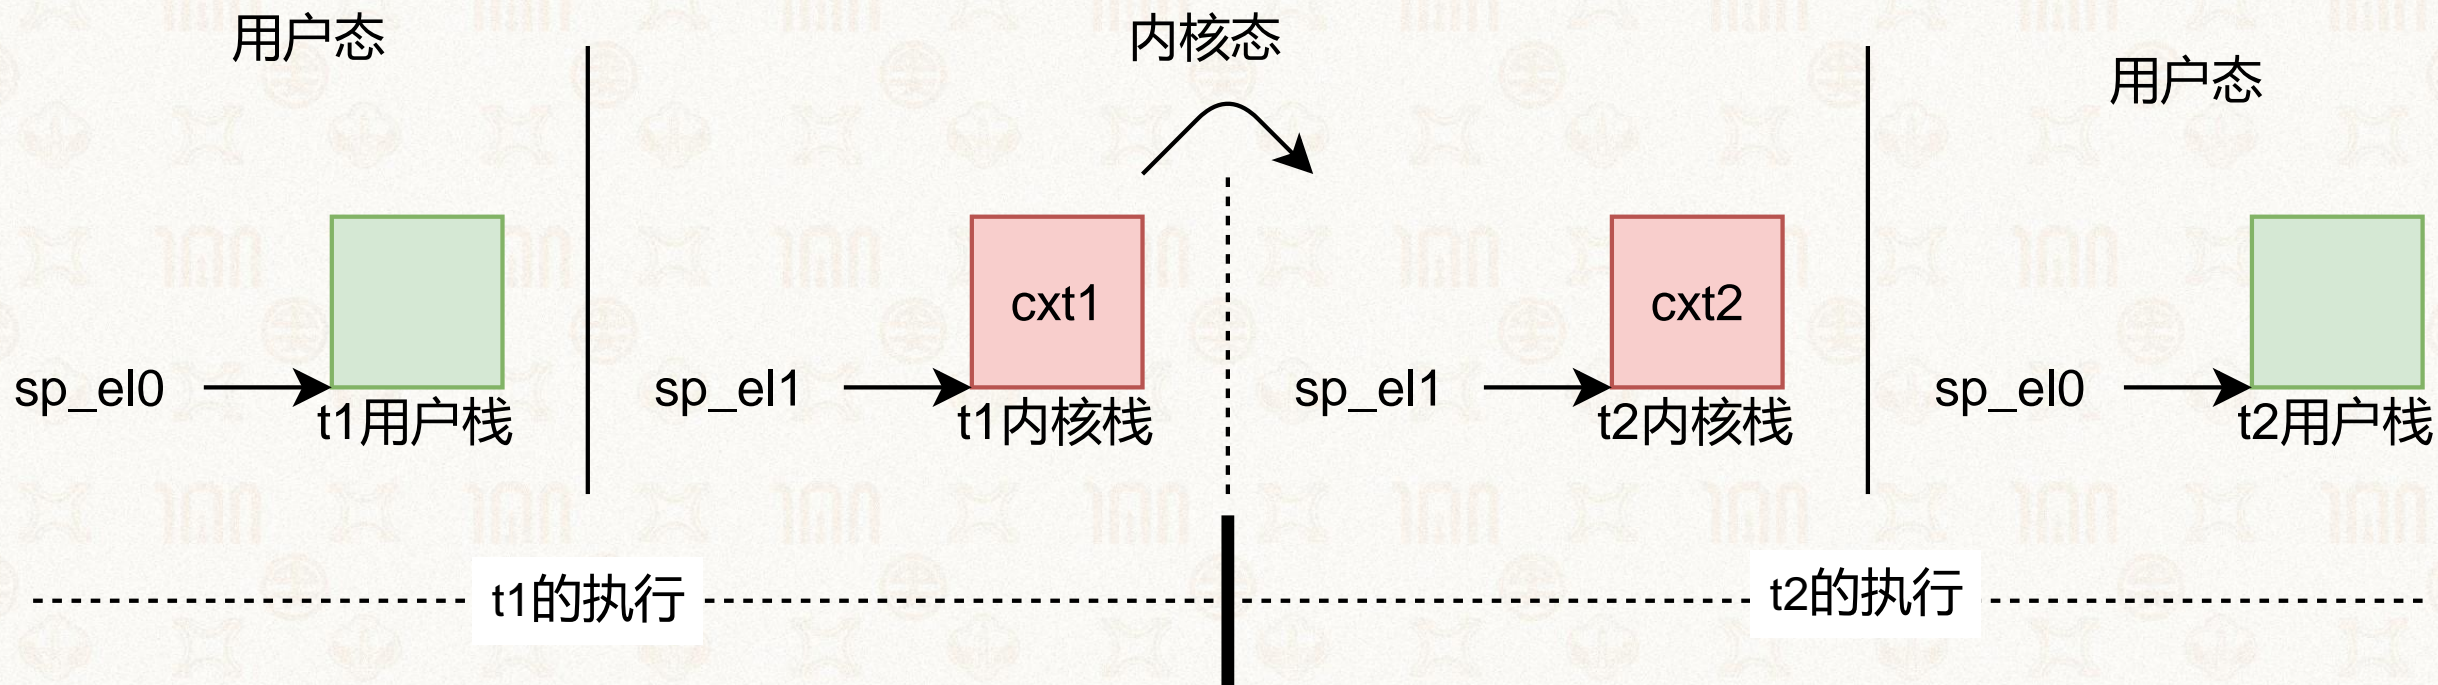 用户态
内核态
用户态
cxt1
cxt2
sp_el0
t1用户栈
sp_el1
t1内核栈
sp_el1
t2内核栈
sp_el0
t2用户栈
t1的执行
t2的执行